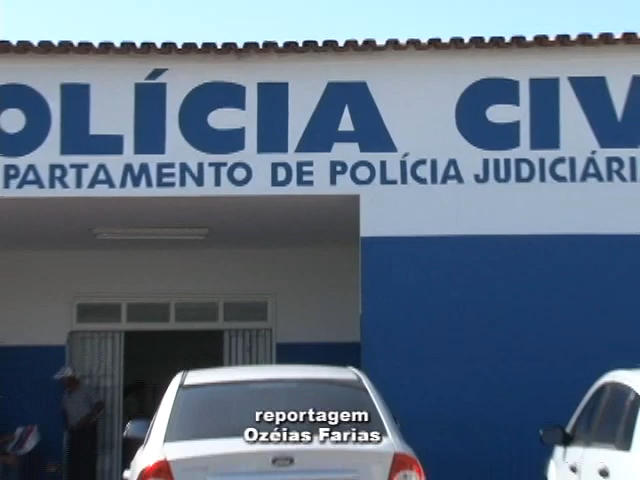 OLÍCIA CIV
PARTAMENTO DE POLÍCIA JUDICIÁRI
reportagem
Ozéias Farias